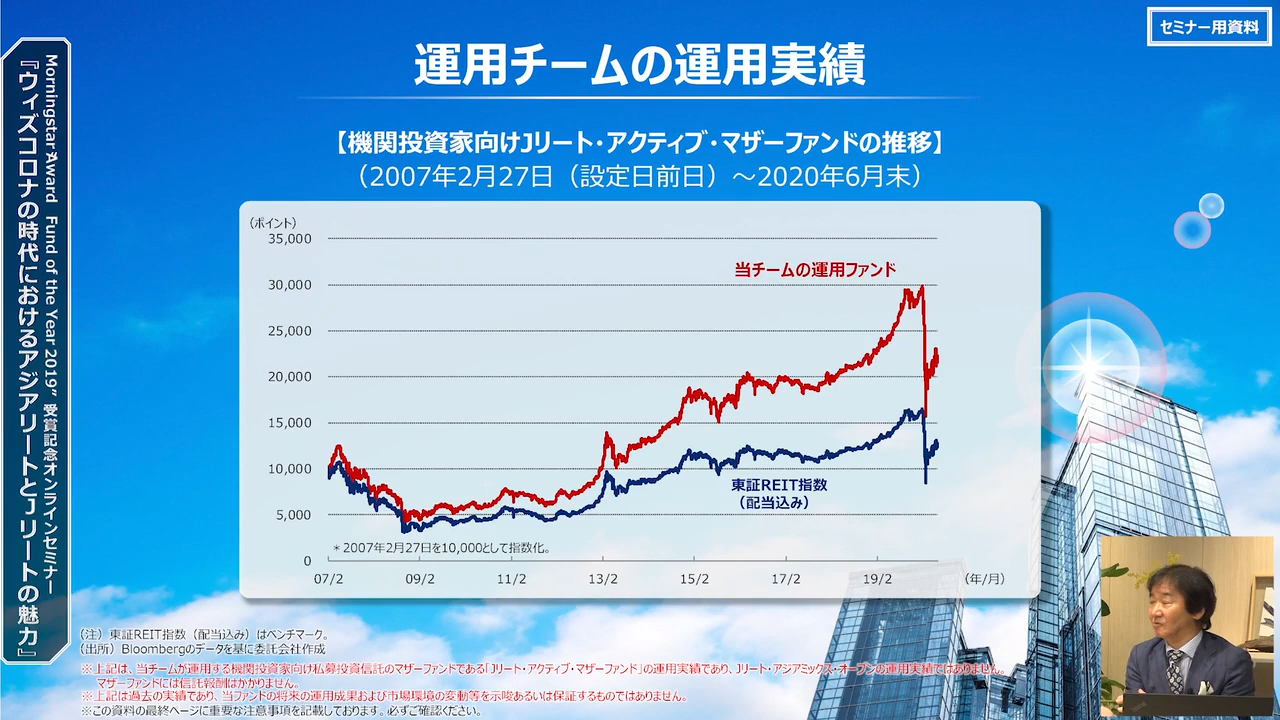 セミナー用資料
Morningstar Award “Fund of the Year 2019” 受賞記念オンラインセミナー
『ウィズコロナの時代におけるアジアリートとJリートの魅力』
運用チームの運用実績
【機関投資家向けJリート・アクティブ・マザーファンドの推移】
（2007年2月27日（設定日前日）～2020年6月末）
（ポイント）
35,000
30,000
25,000
20,000
15,000
10,000
5,000
0
当チームの運用ファンド
東証REIT指数
（配当込み）
＊2007年2月27日を10,000として指数化。
07/2 09/2 11/2 13/2 15/2 17/2 19/2 （年/月）
（注）東証REIT指数（配当込み）はベンチマーク。
（出所）Bloombergのデータを基に委託会社作成
※上記は、当チームが運用する機関投資家向け私募投資信託のマザーファンドである「Jリート・アクティブ・マザーファンド」の運用実績であり、Jリート・アジアミックス・オープンの運用実績ではありません。
マザーファンドには信託報酬はかかりません。
※上記は過去の実績であり、当ファンドの将来の運用成果および市場環境の変動等を示唆あるいは保証するものではありません。
※この資料の最終ページに重要な注意事項を記載しております。必ずご確認ください。